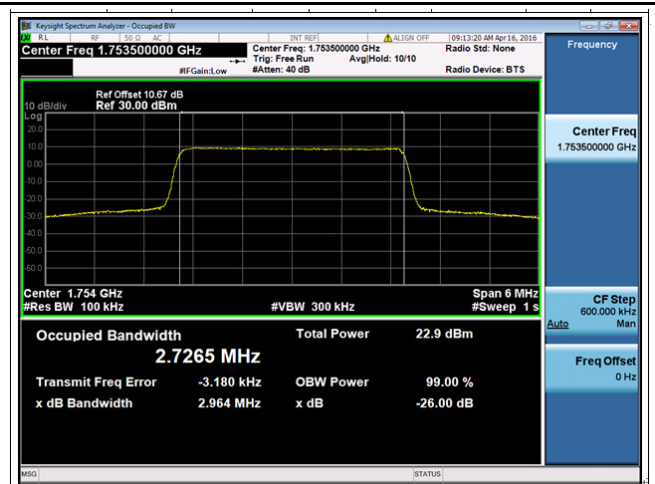 Keysight Spectrum Analyzer - Occupied BW
RL RF 50 Ω AC INT REF ALIGN OFF 09:13:20 AM Apr 16, 2016
Center Freq 1.753500000 GHz
Center Freq: 1.753500000 GHz Radio Std: None
Trig: Free Run Avg|Hold: 10/10
#IFGain:Low #Atten: 40 dB Radio Device: BTS
Frequency
Ref Offset 10.67 dB
10 dB/div Ref 30.00 dBm
Log
20.0
10.0
0.00
-10.0
-20.0
-30.0
-40.0
-50.0
-60.0
Center Freq
1.753500000 GHz
Center 1.754 GHz Span 6 MHz
#Res BW 100 kHz #VBW 300 kHz #Sweep 1 s
CF Step
600.000 kHz
Auto Man
Occupied Bandwidth Total Power 22.9 dBm
2.7265 MHz
Transmit Freq Error -3.180 kHz OBW Power 99.00 %
x dB Bandwidth 2.964 MHz x dB -26.00 dB
Freq Offset
0 Hz
MSG STATUS